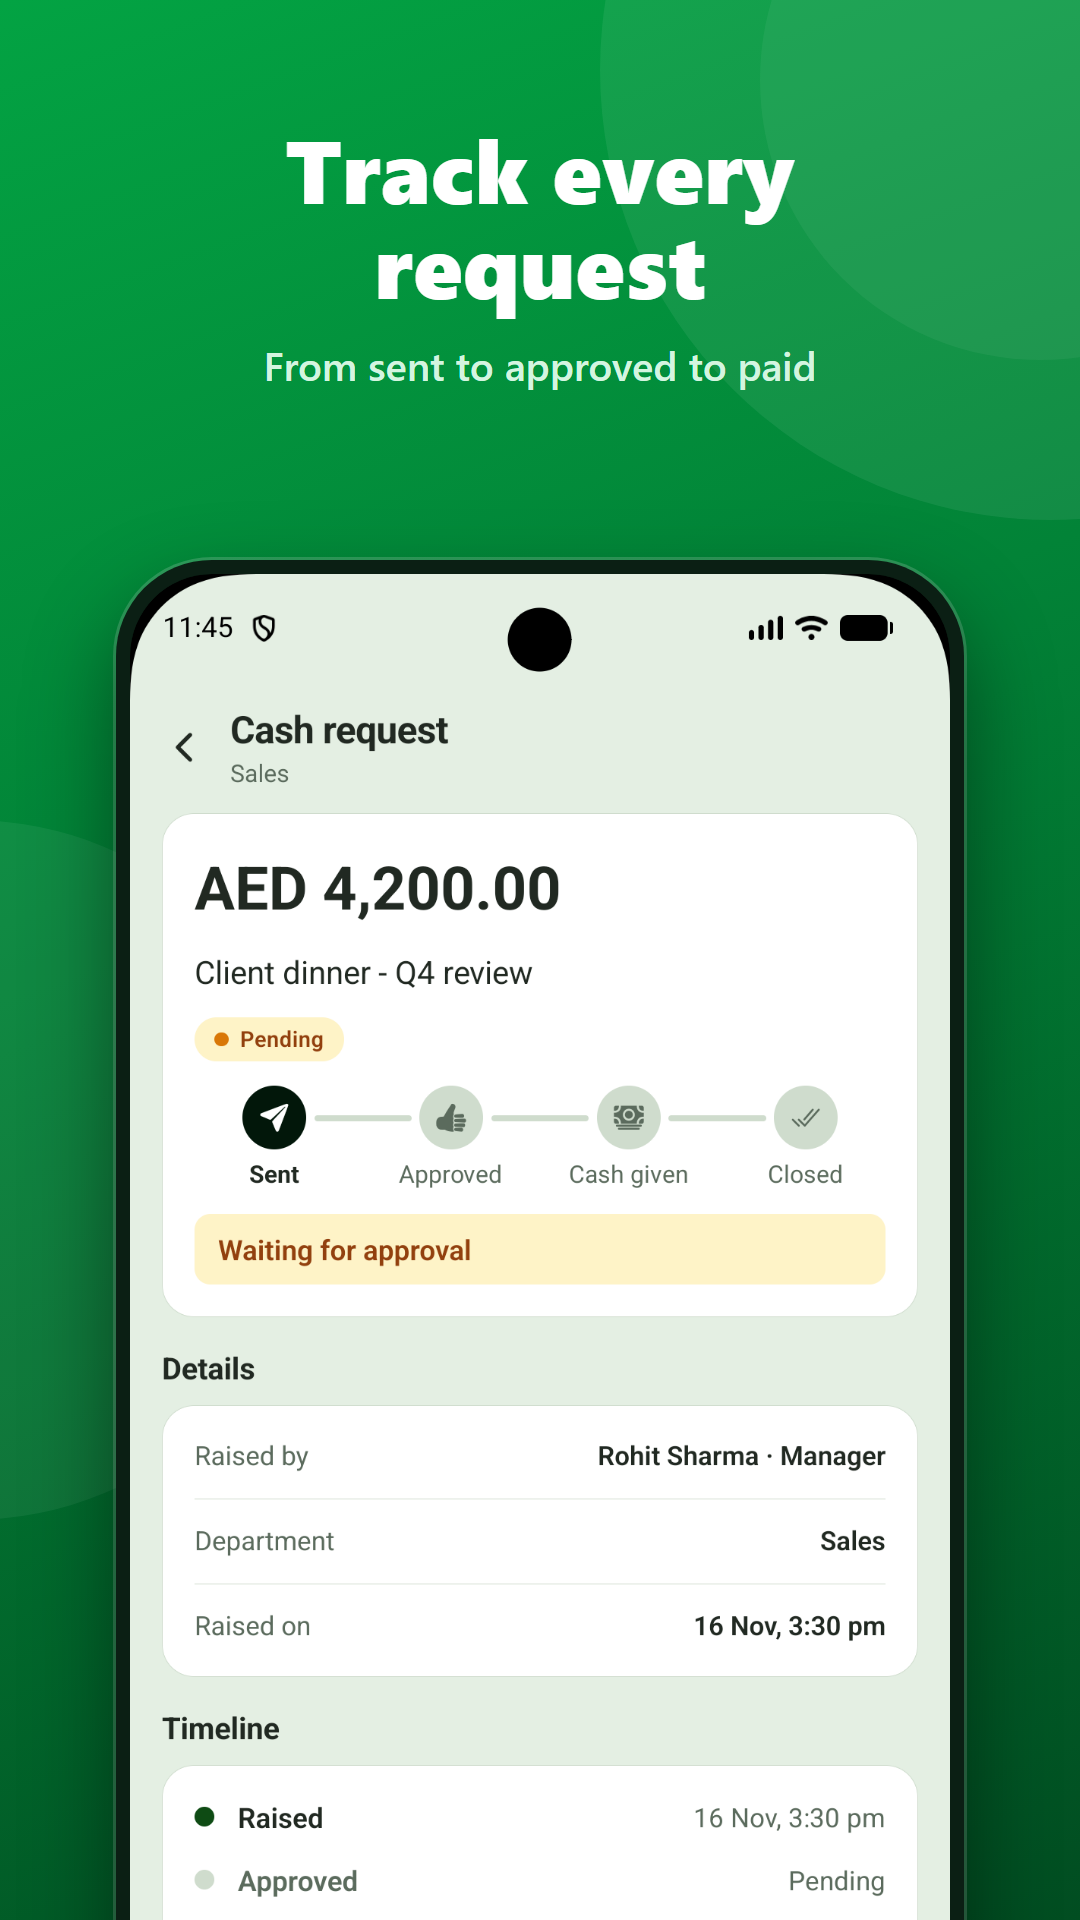 Track every
request
From sent to approved to paid
11:45
Cash request
Sales
AED 4,200.00
Client dinner - Q4 review
Pending
Sent Approved Cash given Closed
Waiting for approval
Details
Raised by Rohit Sharma · Manager
Department Sales
Raised on 16 Nov, 3:30 pm
Timeline
Raised 16 Nov, 3:30 pm
Approved Pending